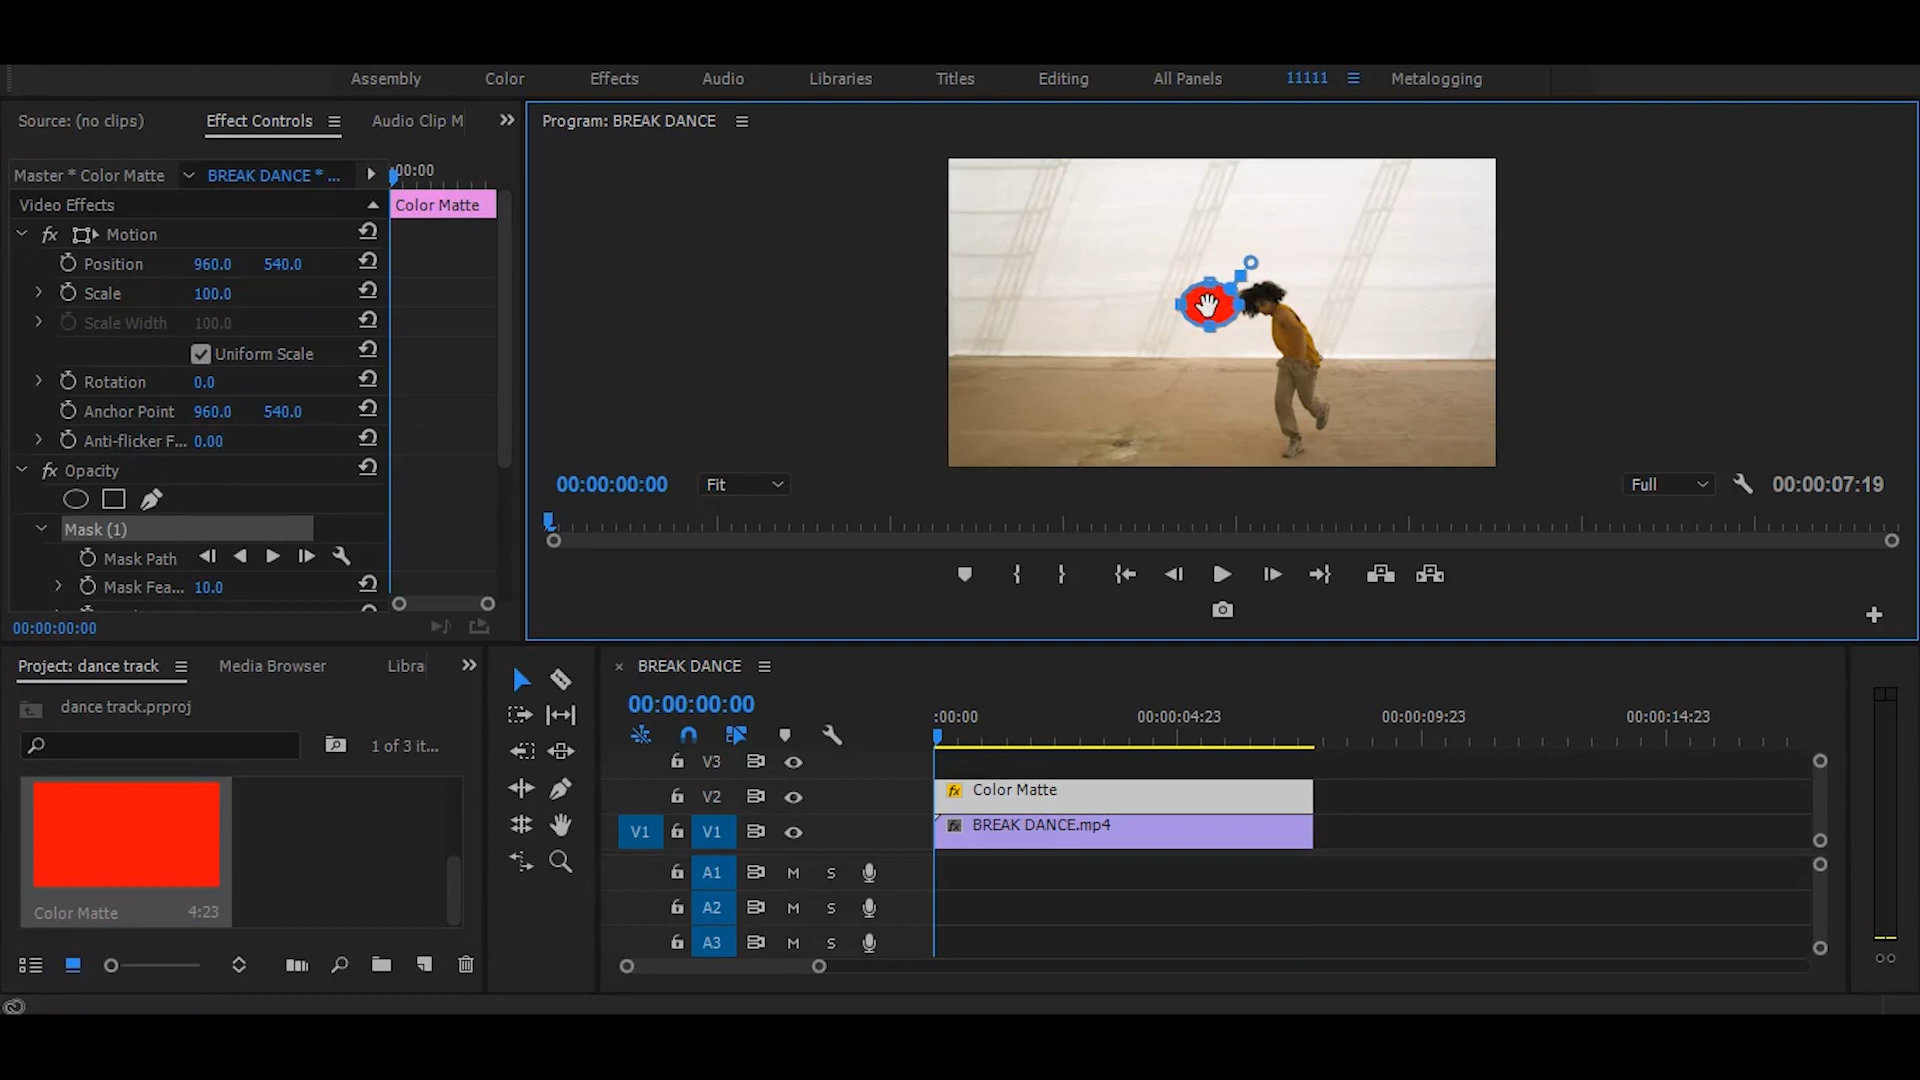 Assembly Color Effects Audio Libraries Titles Editing All Panels 11111 Metalogging
Source: (no clips) Effect Controls Audio Clip M
Program: BREAK DANCE
Master * Color Matte BREAK DANCE * ... :00:00
Video Effects Color Matte
fx Motion
Position 960.0 540.0
Scale 100.0
Scale Width 100.0
Uniform Scale
Rotation 0.0
Anchor Point 960.0 540.0
Anti-flicker F... 0.00
fx Opacity
Mask (1)
Mask Path
Mask Fea... 10.0
00:00:00:00
00:00:00:00 Fit Full 00:00:07:19
Project: dance track Media Browser Libra
dance track.prproj
1 of 3 it...
Color Matte 4:23
× BREAK DANCE
00:00:00:00
:00:00 00:00:04:23 00:00:09:23 00:00:14:23
V3
V2 fx Color Matte
V1 V1 fx BREAK DANCE.mp4
A1 M S
A2 M S
A3 M S